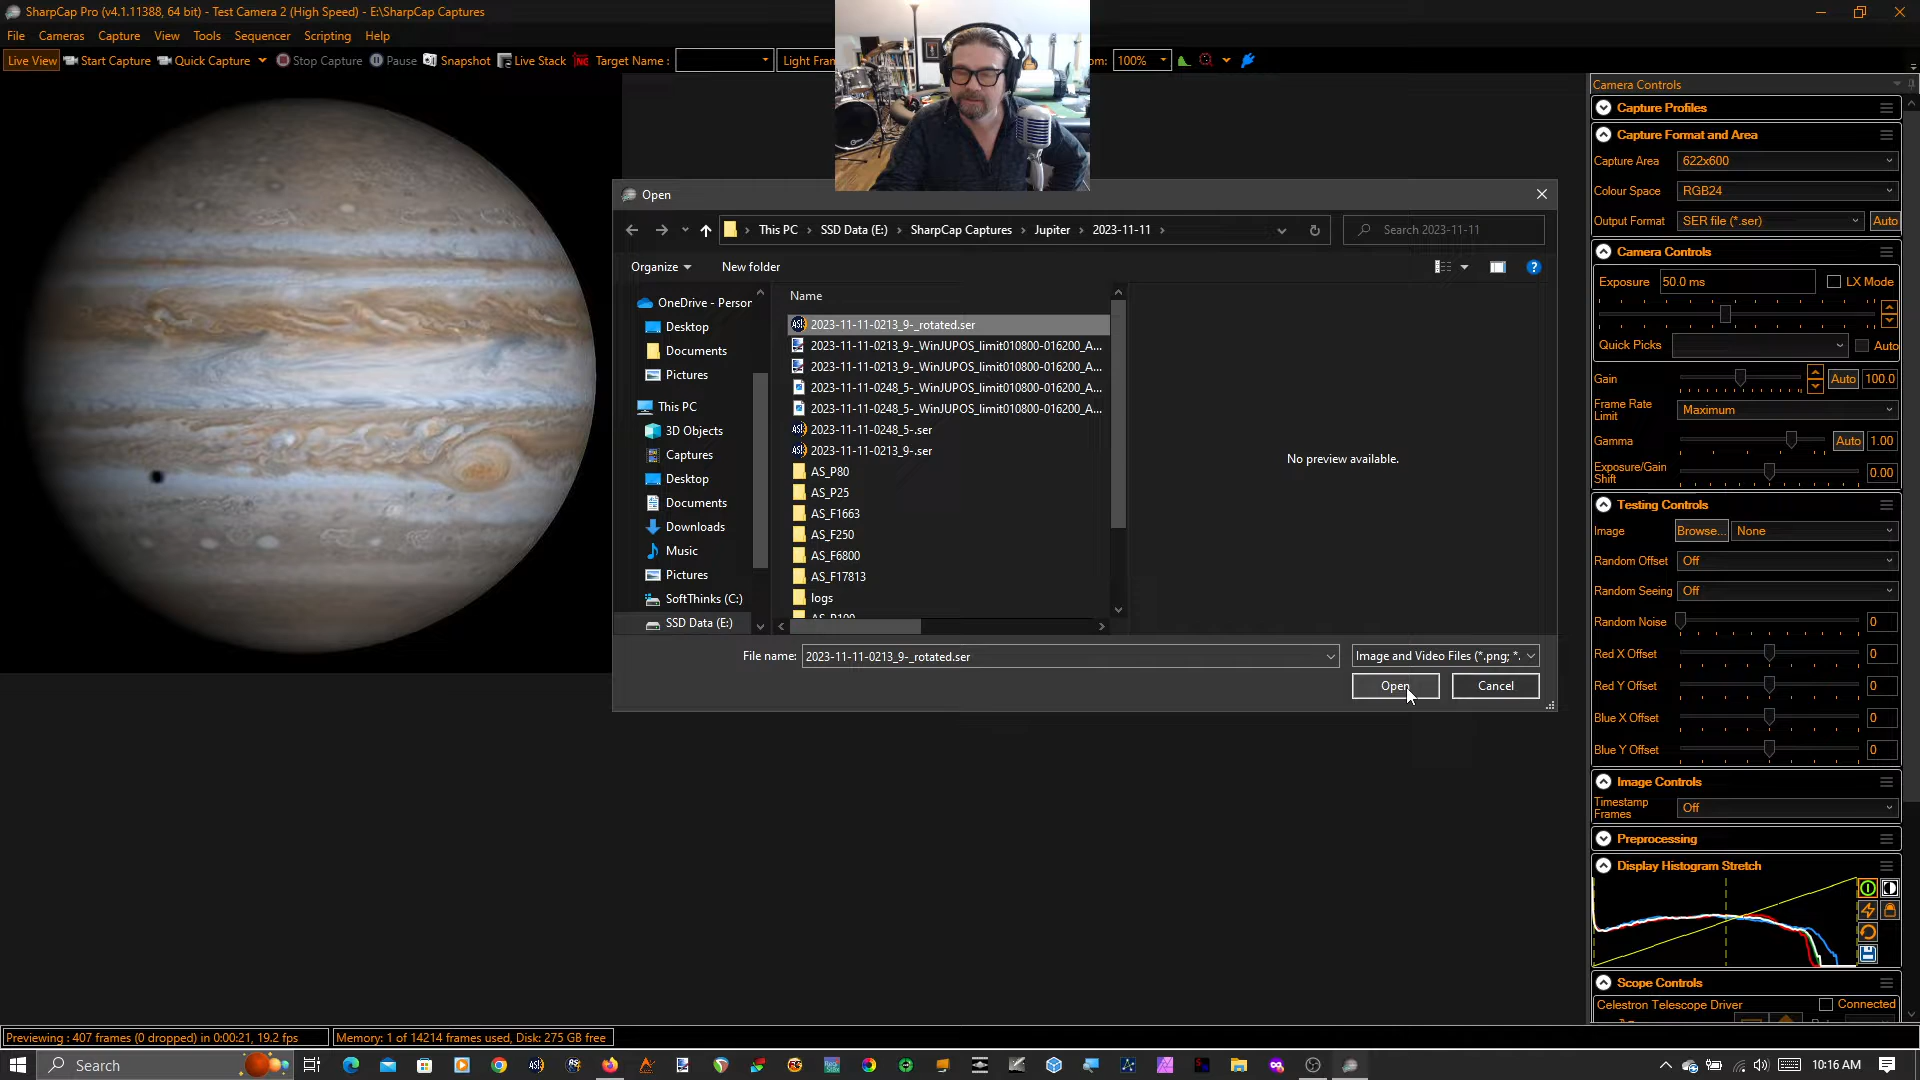 SharpCap Pro (v4.1.11388, 64 bit) - Test Camera 2 (High Speed) - E:\SharpCap Captures
File Cameras Capture View Tools Sequencer Scripting Help
Live View Start Capture Quick Capture Stop Capture Pause Snapshot Live Stack Target Name : Light Fram om: 100%
Open
This PC › SSD Data (E:) › SharpCap Captures › Jupiter › 2023-11-11 ›
Search 2023-11-11
Organize New folder
OneDrive - Person
Desktop
Documents
Pictures
This PC
3D Objects
Captures
Desktop
Documents
Downloads
Music
Pictures
SoftThinks (C:)
SSD Data (E:)
Name
2023-11-11-0213_9-_rotated.ser
2023-11-11-0213_9-_WinJUPOS_limit010800-016200_A...
2023-11-11-0213_9-_WinJUPOS_limit010800-016200_A...
2023-11-11-0248_5-_WinJUPOS_limit010800-016200_A...
2023-11-11-0248_5-_WinJUPOS_limit010800-016200_A...
2023-11-11-0248_5-.ser
2023-11-11-0213_9-.ser
AS_P80
AS_P25
AS_F1663
AS_F250
AS_F6800
AS_F17813
logs
No preview available.
File name: 2023-11-11-0213_9-_rotated.ser
Image and Video Files (*.png; *.
Open Cancel
Camera Controls
Capture Profiles
Capture Format and Area
Capture Area 622x600
Colour Space RGB24
Output Format SER file (*.ser) Auto
Camera Controls
Exposure 50.0 ms LX Mode
Quick Picks Auto
Gain Auto 100.0
Frame Rate
Limit
Maximum
Gamma Auto 1.00
Exposure/Gain
Shift
0.00
Testing Controls
Image Browse... None
Random Offset Off
Random Seeing Off
Random Noise 0
Red X Offset 0
Red Y Offset 0
Blue X Offset 0
Blue Y Offset 0
Image Controls
Timestamp
Frames
Off
Preprocessing
Display Histogram Stretch
Scope Controls
Celestron Telescope Driver Connected
Previewing : 407 frames (0 dropped) in 0:00:21, 19.2 fps
Memory: 1 of 14214 frames used, Disk: 275 GB free
Search
10:16 AM